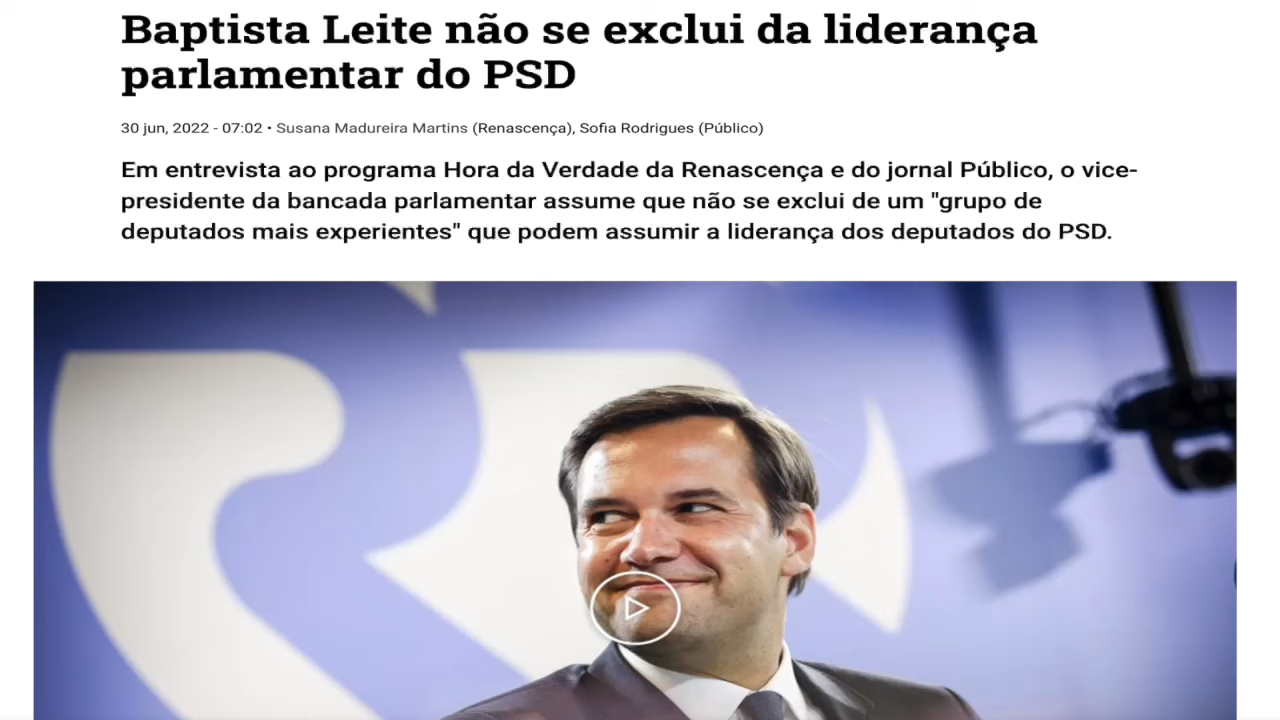 Baptista Leite não se exclui da liderança
parlamentar do PSD
30 jun, 2022 - 07:02 • Susana Madureira Martins (Renascença), Sofia Rodrigues (Público)
Em entrevista ao programa Hora da Verdade da Renascença e do jornal Público, o vice-
presidente da bancada parlamentar assume que não se exclui de um "grupo de
deputados mais experientes" que podem assumir a liderança dos deputados do PSD.